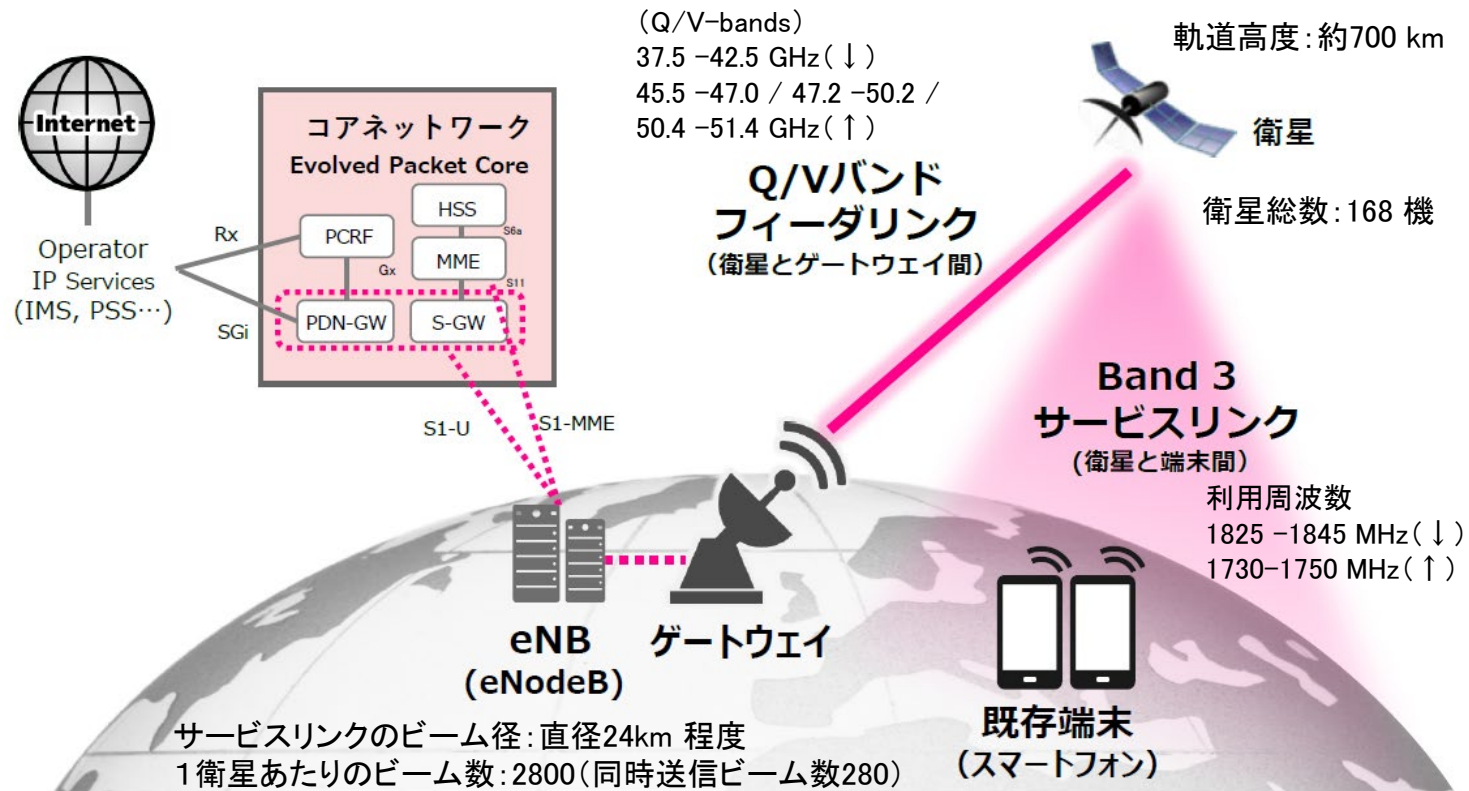 Internet
Operator
IP Services
(IMS, PSS…)
Rx
SGi
コアネットワーク
Evolved Packet Core
HSS
S6a
PCRF
MME
Gx
S11
PDN-GW
S-GW
S1-U
S1-MME
(Q/V-bands)
37.5 -42.5 GHz(↓)
45.5 -47.0 / 47.2 -50.2 /
50.4 -51.4 GHz(↑)
Q/Vバンド
フィーダリンク
(衛星とゲートウェイ間)
軌道高度:約700 km
衛星
衛星総数:168 機
Band 3
サービスリンク
(衛星と端末間)
利用周波数
1825 -1845 MHz(↓)
1730-1750 MHz(↑)
eNB
(eNodeB)
ゲートウェイ
既存端末
(スマートフォン)
サービスリンクのビーム径:直径24km 程度
1衛星あたりのビーム数:2800(同時送信ビーム数280)